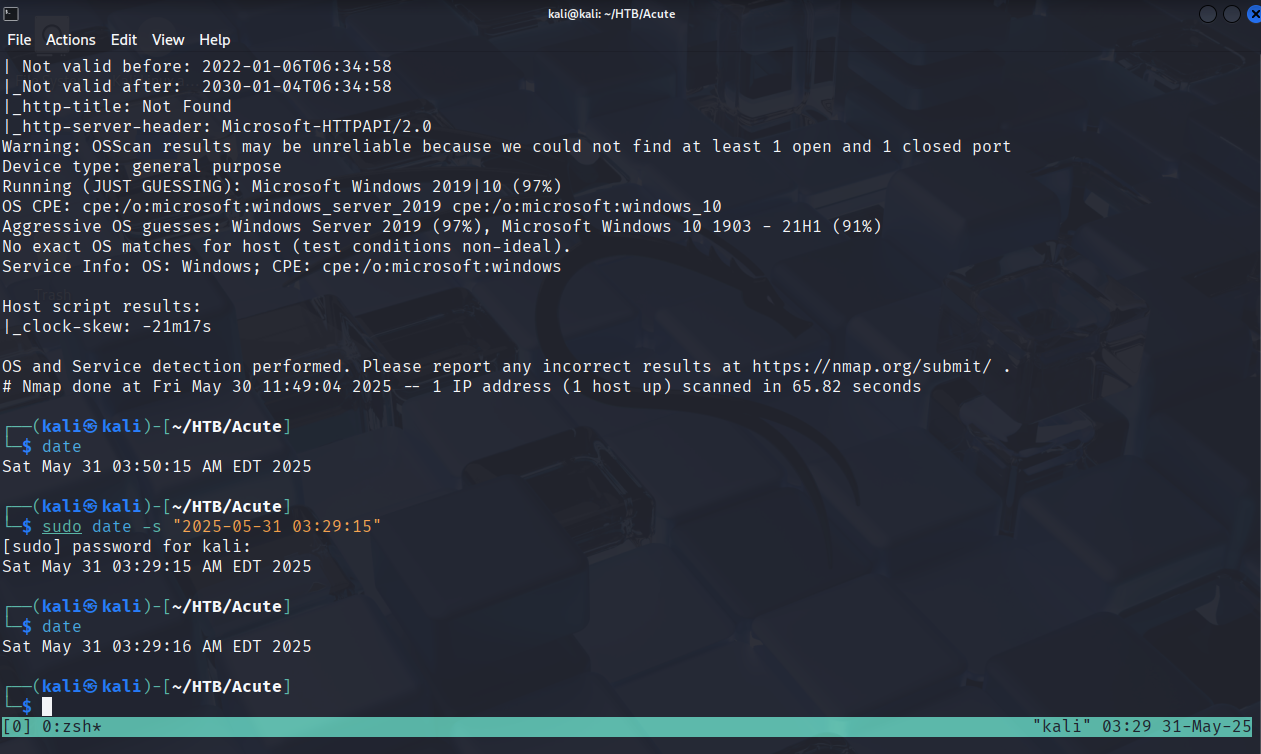 kali@kali: ~/HTB/Acute
File Actions Edit View Help
| Not valid before: 2022-01-06T06:34:58
|_Not valid after:  2030-01-04T06:34:58
|_http-title: Not Found
|_http-server-header: Microsoft-HTTPAPI/2.0
Warning: OSScan results may be unreliable because we could not find at least 1 open and 1 closed port
Device type: general purpose
Running (JUST GUESSING): Microsoft Windows 2019|10 (97%)
OS CPE: cpe:/o:microsoft:windows_server_2019 cpe:/o:microsoft:windows_10
Aggressive OS guesses: Windows Server 2019 (97%), Microsoft Windows 10 1903 - 21H1 (91%)
No exact OS matches for host (test conditions non-ideal).
Service Info: OS: Windows; CPE: cpe:/o:microsoft:windows
Host script results:
|_clock-skew: -21m17s
OS and Service detection performed. Please report any incorrect results at https://nmap.org/submit/ .
# Nmap done at Fri May 30 11:49:04 2025 -- 1 IP address (1 host up) scanned in 65.82 seconds
┌──(kali㉿kali)-[~/HTB/Acute]
└─$ date
Sat May 31 03:50:15 AM EDT 2025
┌──(kali㉿kali)-[~/HTB/Acute]
└─$ sudo date -s "2025-05-31 03:29:15"
[sudo] password for kali:
Sat May 31 03:29:15 AM EDT 2025
┌──(kali㉿kali)-[~/HTB/Acute]
└─$ date
Sat May 31 03:29:16 AM EDT 2025
┌──(kali㉿kali)-[~/HTB/Acute]
└─$
[0] 0:zsh* "kali" 03:29 31-May-25